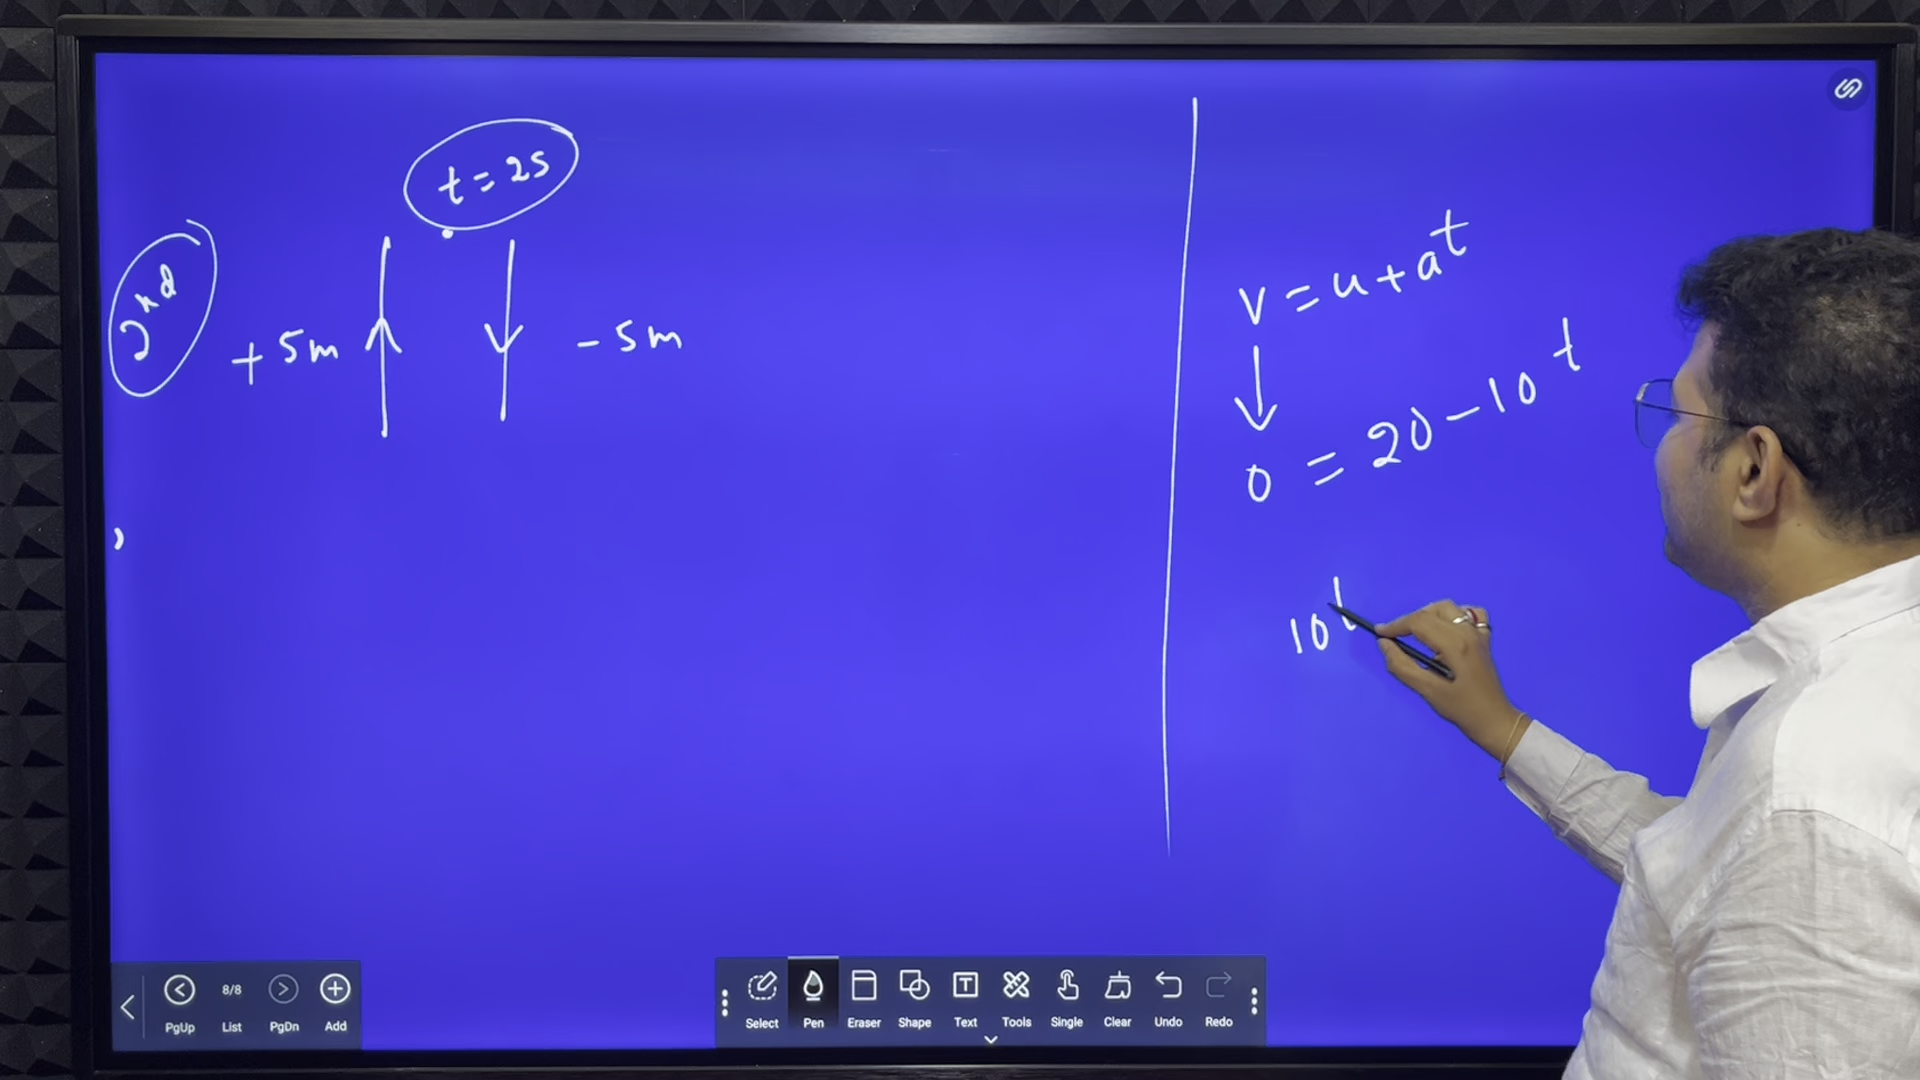 t = 2s
2nd
+ 5m
- 5m
v = u + at
0 = 20 - 10 t
10t
8/8
PgUp List PgDn Add
Select Pen Eraser Shape Text Tools Single Clear Undo Redo